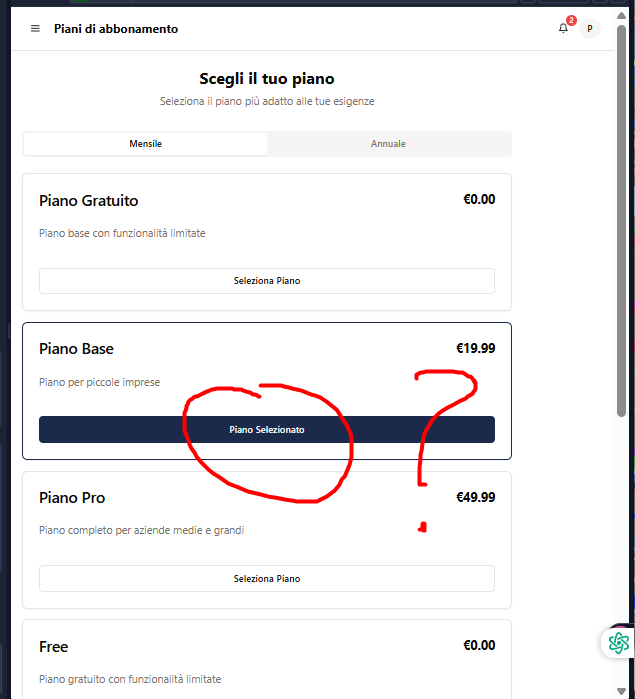 Piani di abbonamento
2
P
Scegli il tuo piano
Seleziona il piano più adatto alle tue esigenze
Mensile Annuale
Piano Gratuito €0.00
Piano base con funzionalità limitate
Seleziona Piano
Piano Base €19.99
Piano per piccole imprese
Piano Selezionato
?
Piano Pro €49.99
Piano completo per aziende medie e grandi
Seleziona Piano
Free €0.00
Piano gratuito con funzionalità limitate